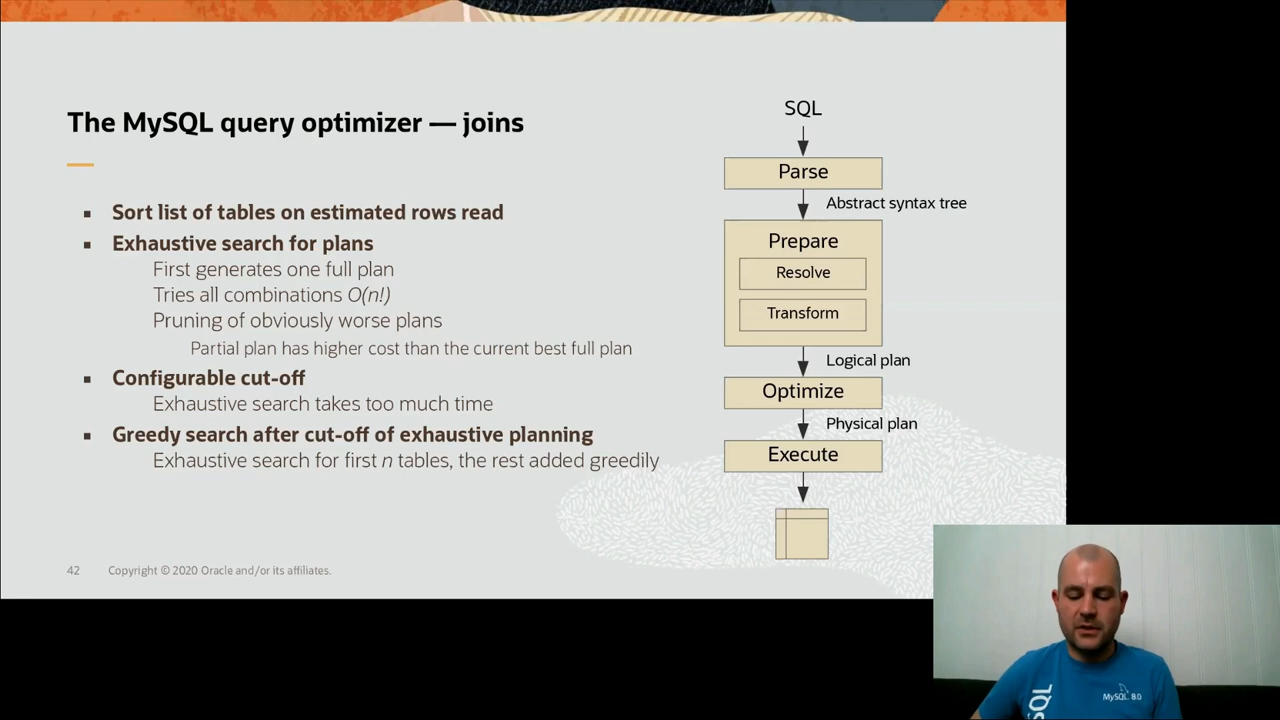 The MySQL query optimizer — joins
Sort list of tables on estimated rows read
Exhaustive search for plans
First generates one full plan
Tries all combinations O(n!)
Pruning of obviously worse plans
Partial plan has higher cost than the current best full plan
Configurable cut-off
Exhaustive search takes too much time
Greedy search after cut-off of exhaustive planning
Exhaustive search for first n tables, the rest added greedily
SQL
Parse
Abstract syntax tree
Prepare
Resolve
Transform
Logical plan
Optimize
Physical plan
Execute
42
Copyright © 2020 Oracle and/or its affiliates.
MySQL 8.0
SQL